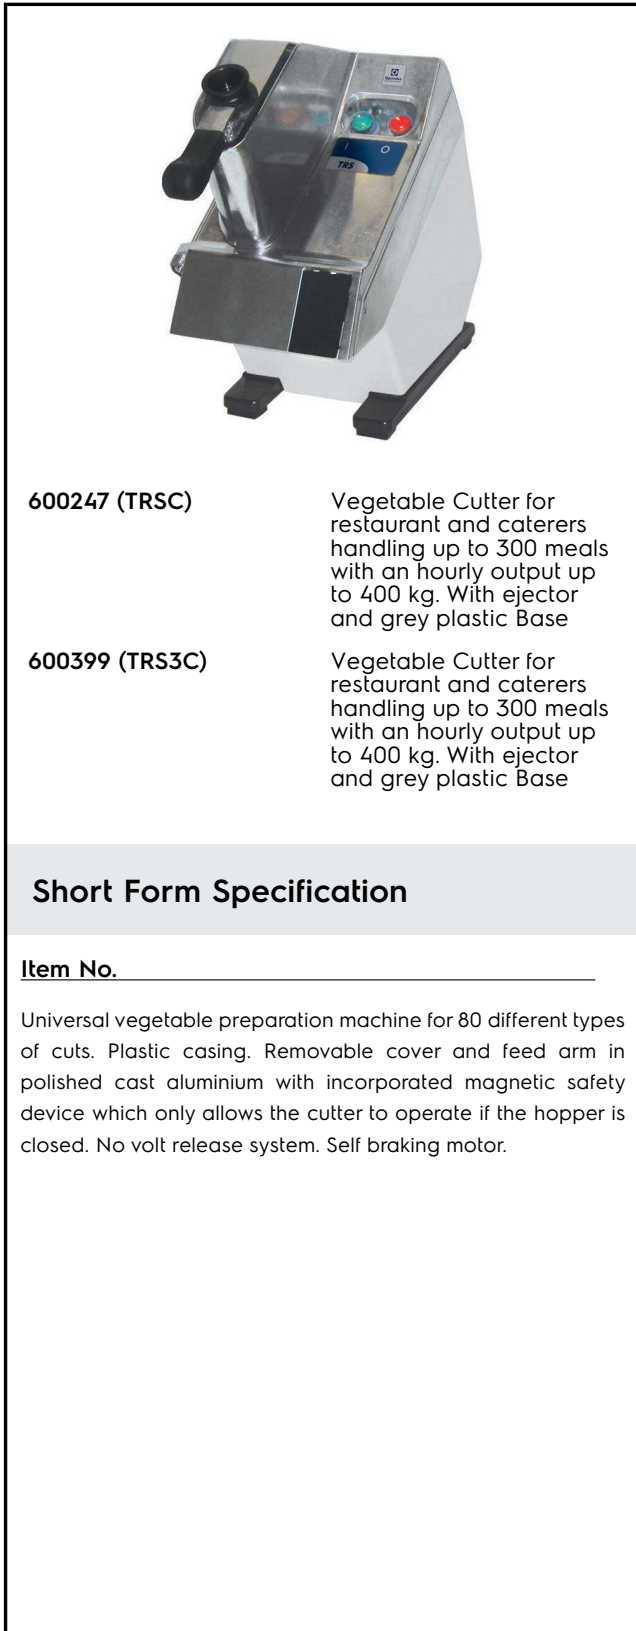 Electrolux
I O
TRS
600247 (TRSC)
Vegetable Cutter for
restaurant and caterers
handling up to 300 meals
with an hourly output up
to 400 kg. With ejector
and grey plastic Base
600399 (TRS3C)
Vegetable Cutter for
restaurant and caterers
handling up to 300 meals
with an hourly output up
to 400 kg. With ejector
and grey plastic Base
Short Form Specification
Item No.
Universal vegetable preparation machine for 80 different types
of cuts. Plastic casing. Removable cover and feed arm in
polished cast aluminium with incorporated magnetic safety
device which only allows the cutter to operate if the hopper is
closed. No volt release system. Self braking motor.